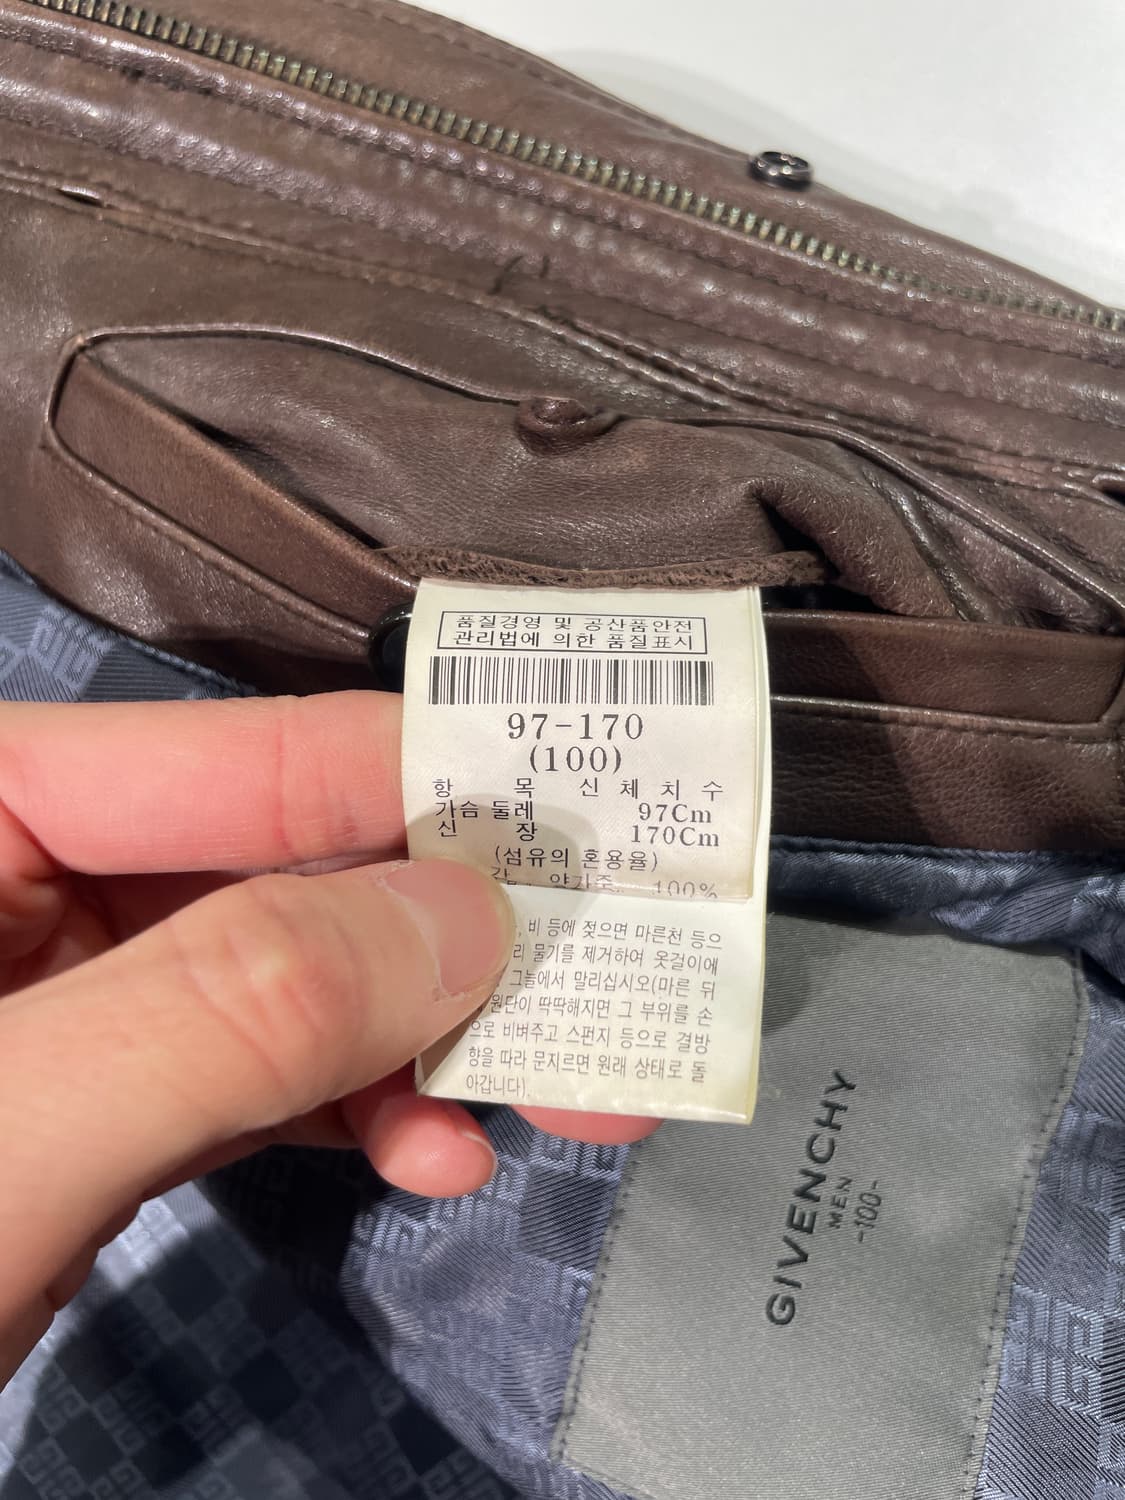 품질경영 및 공산품안전
관리법에 의한 품질표시
97-170
(100)
항 목 신 체 치 수
가슴 둘레 97Cm
신 장 170Cm
(섬유의 혼용율)
100%
비 등에 젖으면 마른천 등으
물기를 제거하여 옷걸이에
그늘에서 말리십시오(마른 뒤
원단이 딱딱해지면 그 부위를 손
으로 비벼주고 스펀지 등으로 결방
향을 따라 문지르면 원래 상태로 돌
아갑니다).
GIVENCHY
MEN
-100-